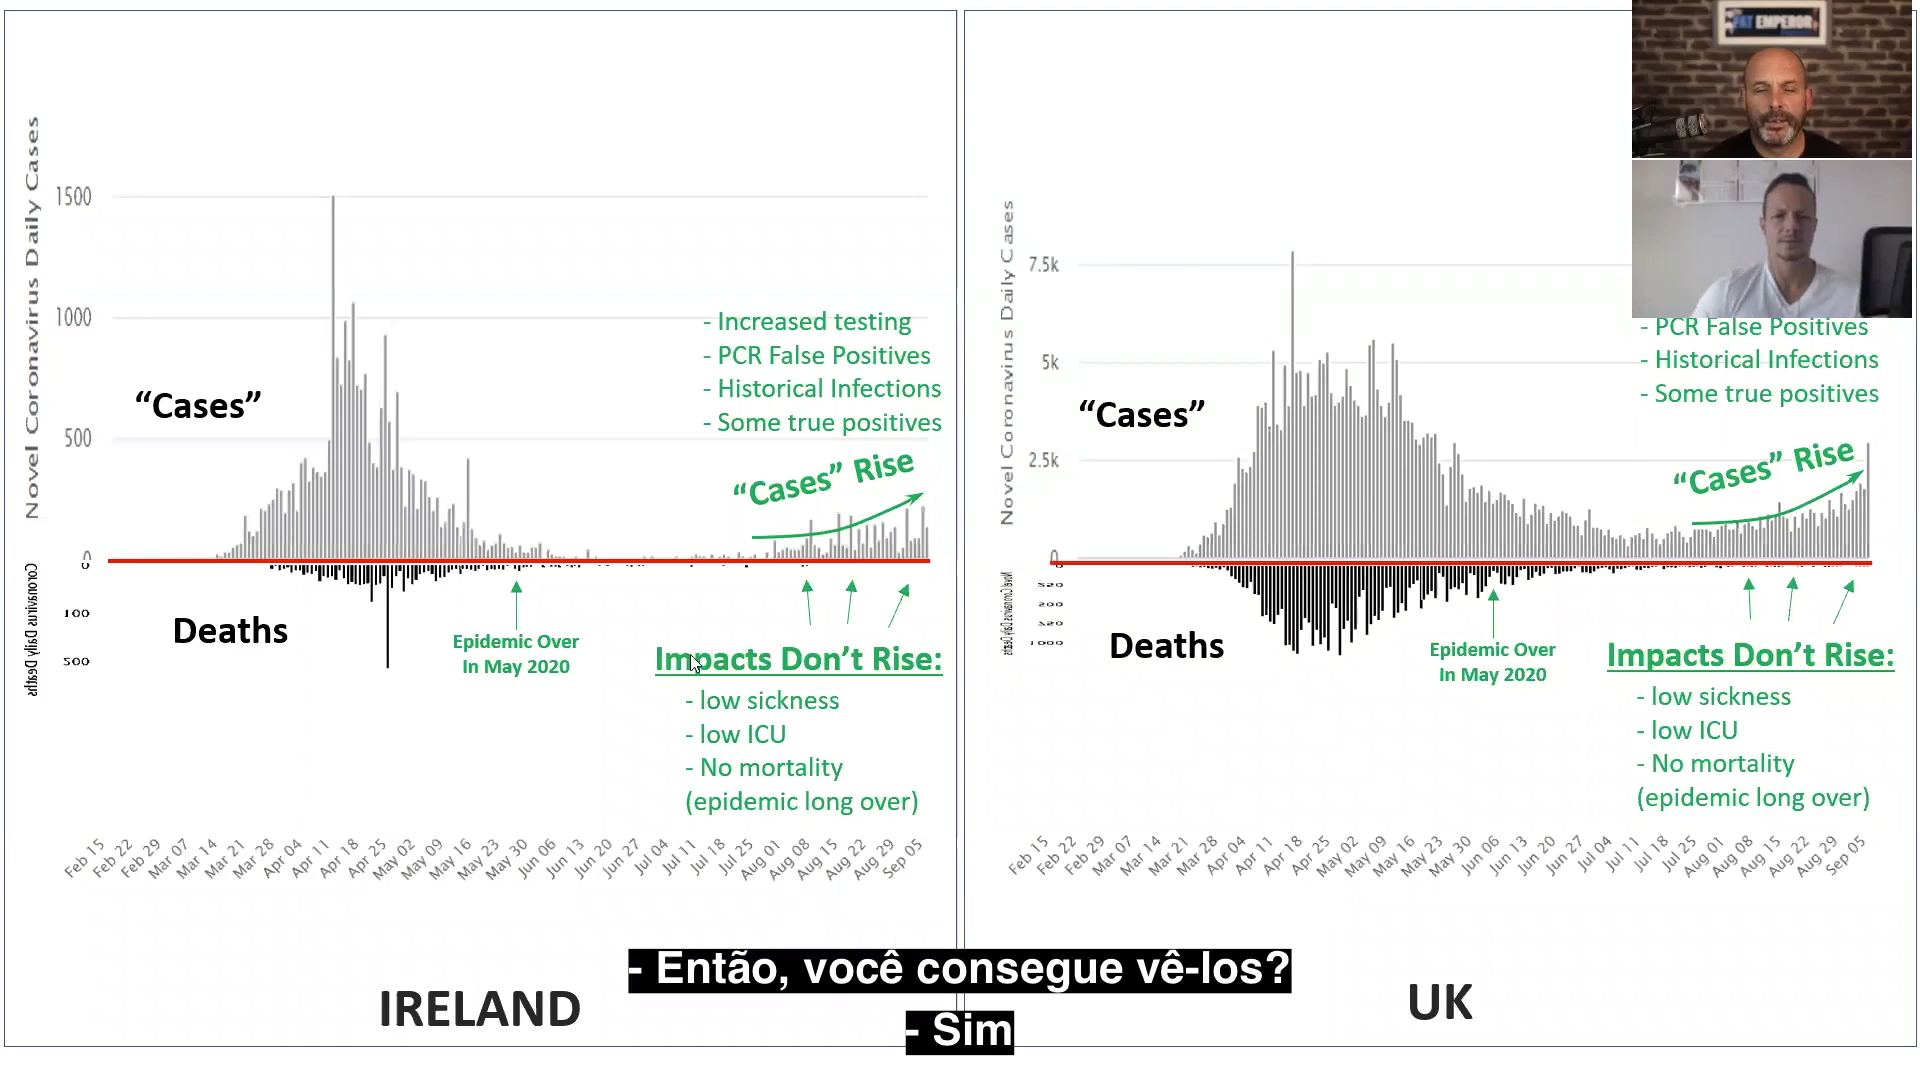 FAT EMPEROR
Novel Coronavirus Daily Cases
1500
1000
500
0
"Cases"
- Increased testing
- PCR False Positives
- Historical Infections
- Some true positives
"Cases" Rise
Coronavirus Daily Deaths
0
100
200
Deaths
Epidemic Over
In May 2020
Impacts Don't Rise:
- low sickness
- low ICU
- No mortality
(epidemic long over)
Feb 15
Feb 22
Feb 29
Mar 07
Mar 14
Mar 21
Mar 28
Apr 04
Apr 11
Apr 18
Apr 25
May 02
May 09
May 16
May 23
May 30
Jun 06
Jun 13
Jun 20
Jun 27
Jul 04
Jul 11
Jul 18
Jul 25
Aug 01
Aug 08
Aug 15
Aug 22
Aug 29
Sep 05
IRELAND
Novel Coronavirus Daily Cases
7.5k
5k
2.5k
0
"Cases"
- PCR False Positives
- Historical Infections
- Some true positives
"Cases" Rise
0
1000
Deaths
Epidemic Over
In May 2020
Impacts Don't Rise:
- low sickness
- low ICU
- No mortality
(epidemic long over)
Feb 15
Feb 22
Feb 29
Mar 07
Mar 14
Mar 21
Mar 28
Apr 04
Apr 11
Apr 18
Apr 25
May 02
May 09
May 16
May 23
May 30
Jun 06
Jun 13
Jun 20
Jun 27
Jul 04
Jul 11
Jul 18
Jul 25
Aug 01
Aug 08
Aug 15
Aug 22
Aug 29
Sep 05
UK
- Então, você consegue vê-los?
- Sim